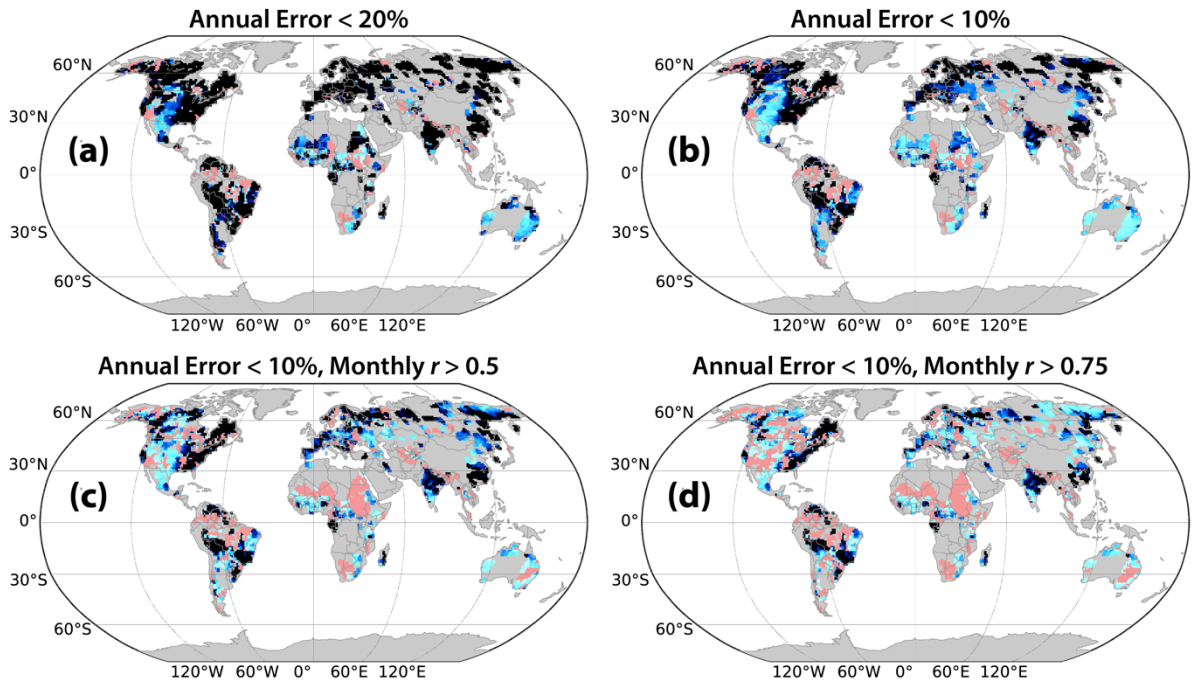 Annual Error < 20%
60°N
30°N
(a)
0°
30°S
60°S
120°W 60°W 0° 60°E 120°E
Annual Error < 10%
60°N
30°N
(b)
0°
30°S
60°S
120°W 60°W 0° 60°E 120°E
Annual Error < 10%, Monthly r > 0.5
60°N
30°N
(c)
0°
30°S
60°S
120°W 60°W 0° 60°E 120°E
Annual Error < 10%, Monthly r > 0.75
60°N
30°N
(d)
0°
30°S
60°S
120°W 60°W 0° 60°E 120°E